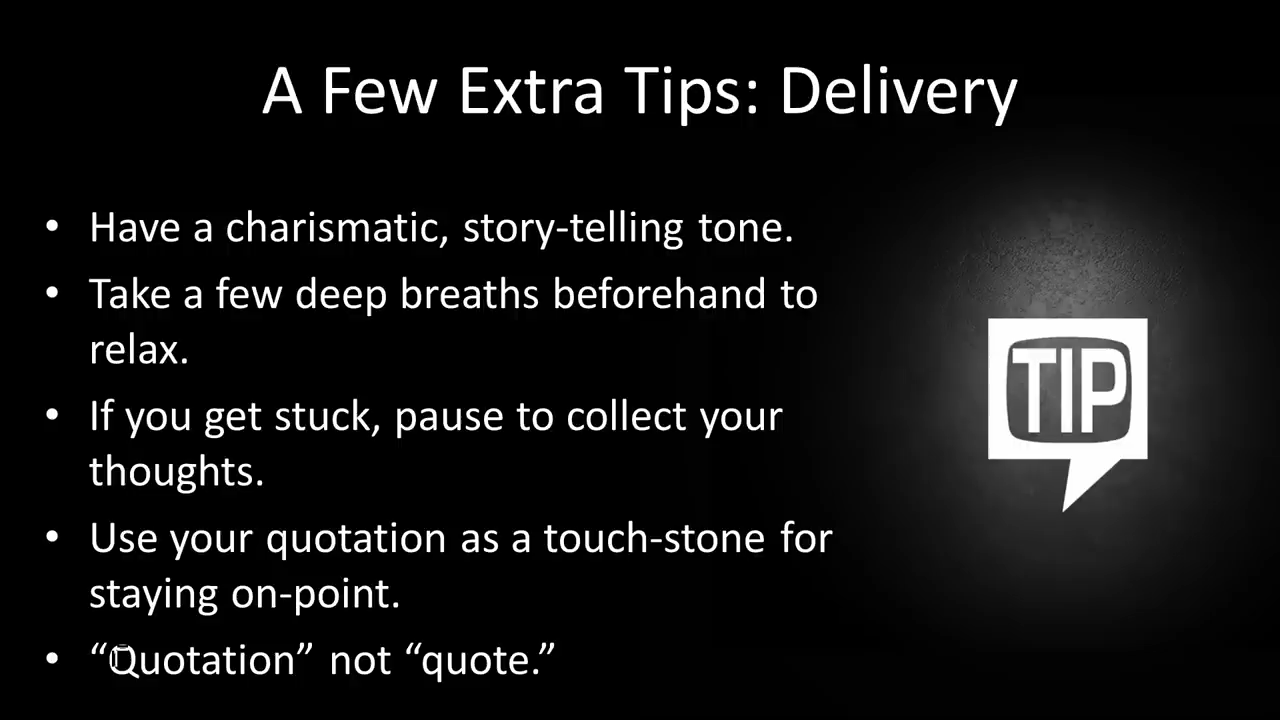 A Few Extra Tips: Delivery
• Have a charismatic, story-telling tone.
• Take a few deep breaths beforehand to
relax.
• If you get stuck, pause to collect your
thoughts.
• Use your quotation as a touch-stone for
staying on-point.
• “Quotation” not “quote.”
TIP